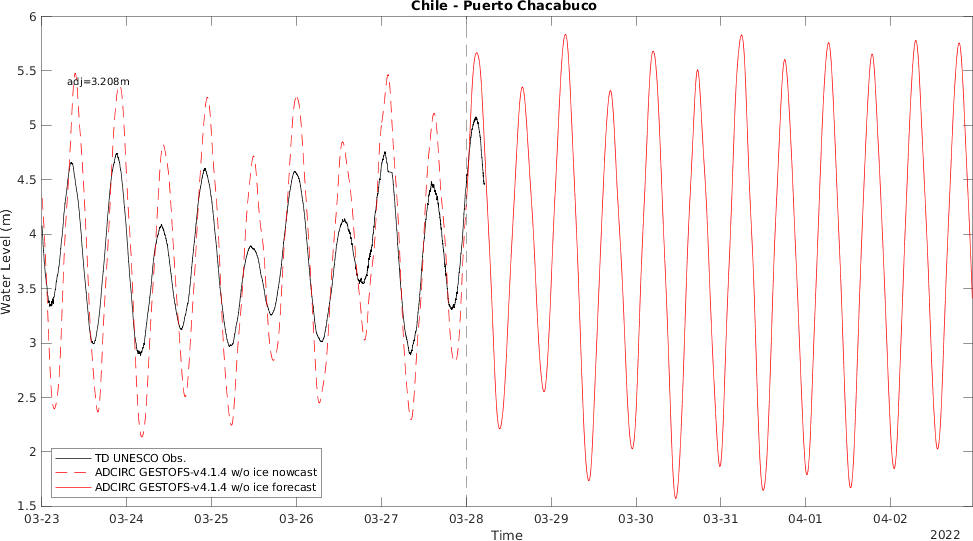 Chile - Puerto Chacabuco
6
5.5
5
4.5
4
3.5
3
2.5
2
1.5
Water Level (m)
adj=3.208m
TD UNESCO Obs.
ADCIRC GESTOFS-v4.1.4 w/o ice nowcast
ADCIRC GESTOFS-v4.1.4 w/o ice forecast
03-23 03-24 03-25 03-26 03-27 03-28 03-29 03-30 03-31 04-01 04-02
Time
2022